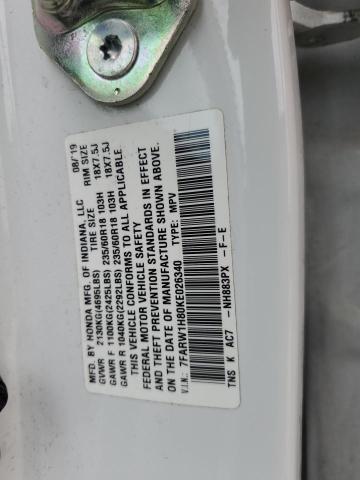 MFD. BY HONDA MFG. OF INDIANA, LLC 08/19
TIRE SIZE RIM SIZE
GVWR 2130KG(4695LBS)
GAWR F 1100KG(2425LBS) 235/60R18 103H 18X7.5J
GAWR R 1040KG(2292LBS) 235/60R18 103H 18X7.5J
THIS VEHICLE CONFORMS TO ALL APPLICABLE
FEDERAL MOTOR VEHICLE SAFETY
AND THEFT PREVENTION STANDARDS IN EFFECT
ON THE DATE OF MANUFACTURE SHOWN ABOVE.
V.I.N.: 7FARW1H80KE026340 TYPE: MPV
TNS K AC7 -NH883PX -F-E